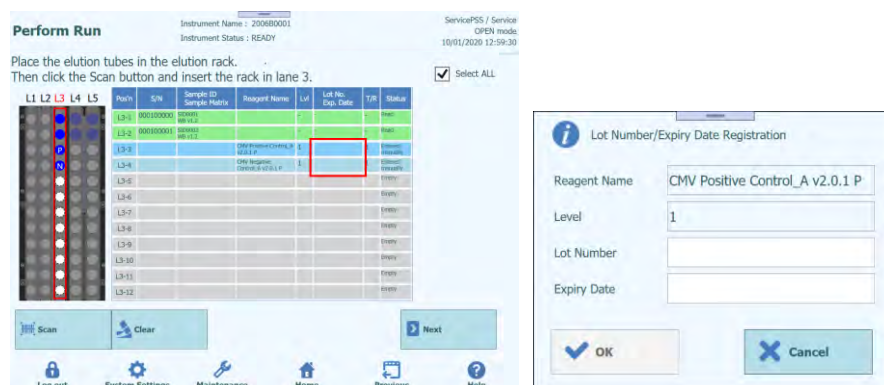 Perform Run
Instrument Name : 200680001
Instrument Status : READY
ServicePSS / Service
OPEN mode
10/01/2020 12:59:30
Place the elution tubes in the elution rack.
Then click the Scan button and insert the rack in lane 3.
Select ALL
L1 L2 L3 L4 L5
Pos'n S/N Sample ID Sample Matrix Reagent Name Lvl Lot No. Exp. Date T/R Status
L3-1 000100000 - - Read.
L3-2 000100001 - - Read.
P L3-3 CMV Positive Control_A v2.0.1 P 1 Entered manually
N L3-4 CMV Negative Control_A v2.0.1 P 1 Entered manually
L3-5 Empty
L3-6 Empty
L3-7 Empty
L3-8 Empty
L3-9 Empty
L3-10 Empty
L3-11 Empty
L3-12 Empty
Scan
Clear
Next
Log out
System Settings
Maintenance
Home
Previous
Help
Lot Number/Expiry Date Registration
Reagent Name CMV Positive Control_A v2.0.1 P
Level 1
Lot Number
Expiry Date
OK
Cancel